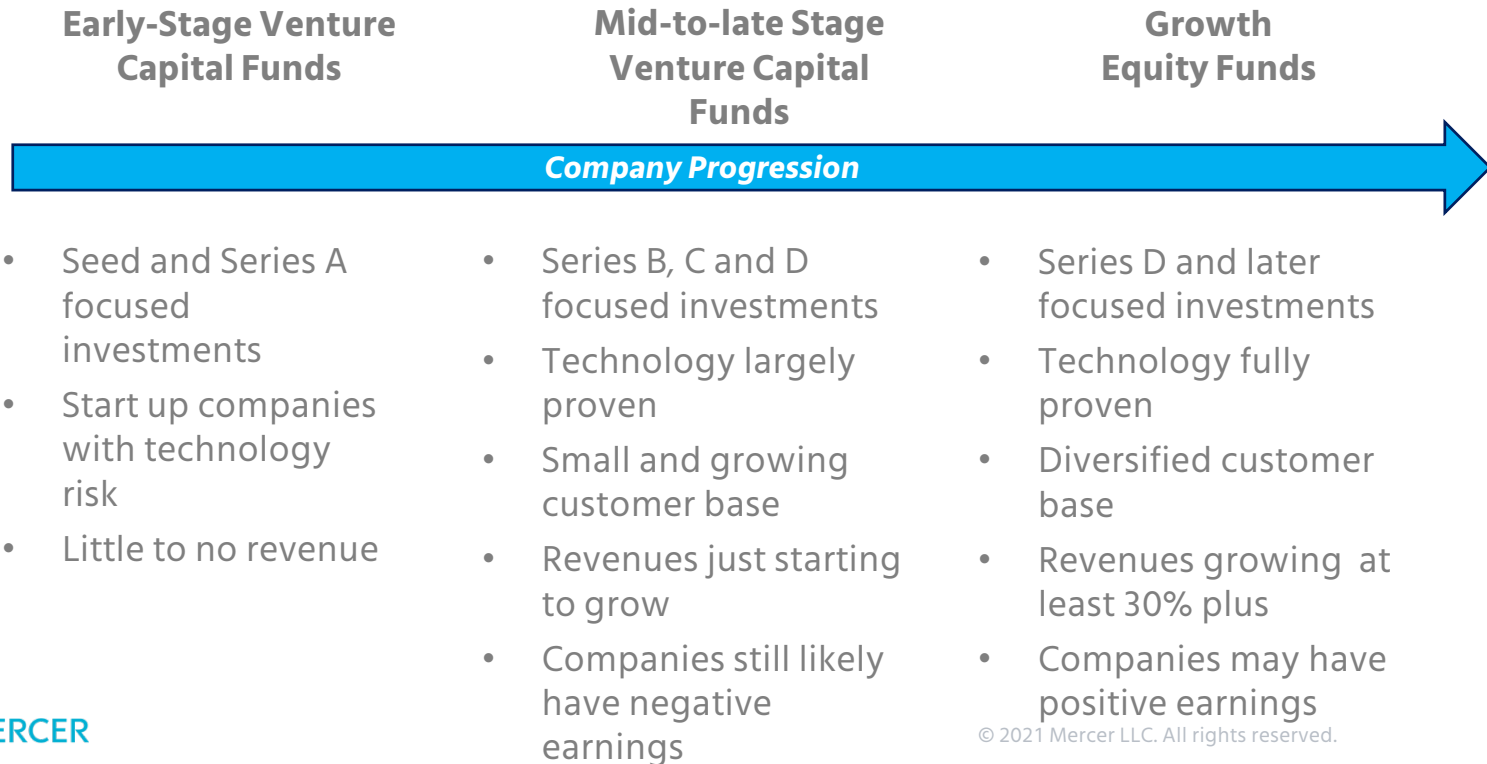 Early-Stage Venture
Capital Funds
Mid-to-late Stage
Venture Capital
Funds
Growth
Equity Funds
Company Progression
• Seed and Series A
focused
investments
• Start up companies
with technology
risk
• Little to no revenue
• Series B, C and D
focused investments
• Technology largely
proven
• Small and growing
customer base
• Revenues just starting
to grow
• Companies still likely
have negative
earnings
• Series D and later
focused investments
• Technology fully
proven
• Diversified customer
base
• Revenues growing  at
least 30% plus
• Companies may have
positive earnings
ERCER
© 2021 Mercer LLC. All rights reserved.